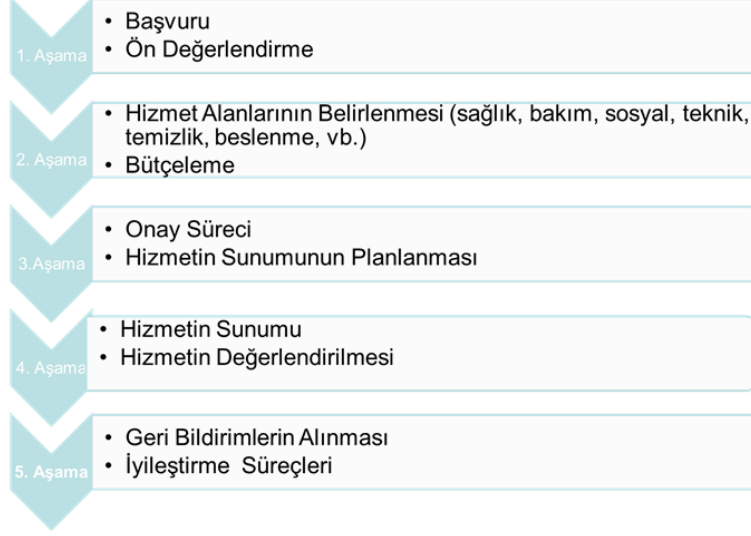 1. Aşama
• Başvuru
• Ön Değerlendirme
2. Aşama
• Hizmet Alanlarının Belirlenmesi (sağlık, bakım, sosyal, teknik,
temizlik, beslenme, vb.)
• Bütçeleme
3.Aşama
• Onay Süreci
• Hizmetin Sunumunun Planlanması
4. Aşama
• Hizmetin Sunumu
• Hizmetin Değerlendirilmesi
5. Aşama
• Geri Bildirimlerin Alınması
• İyileştirme Süreçleri